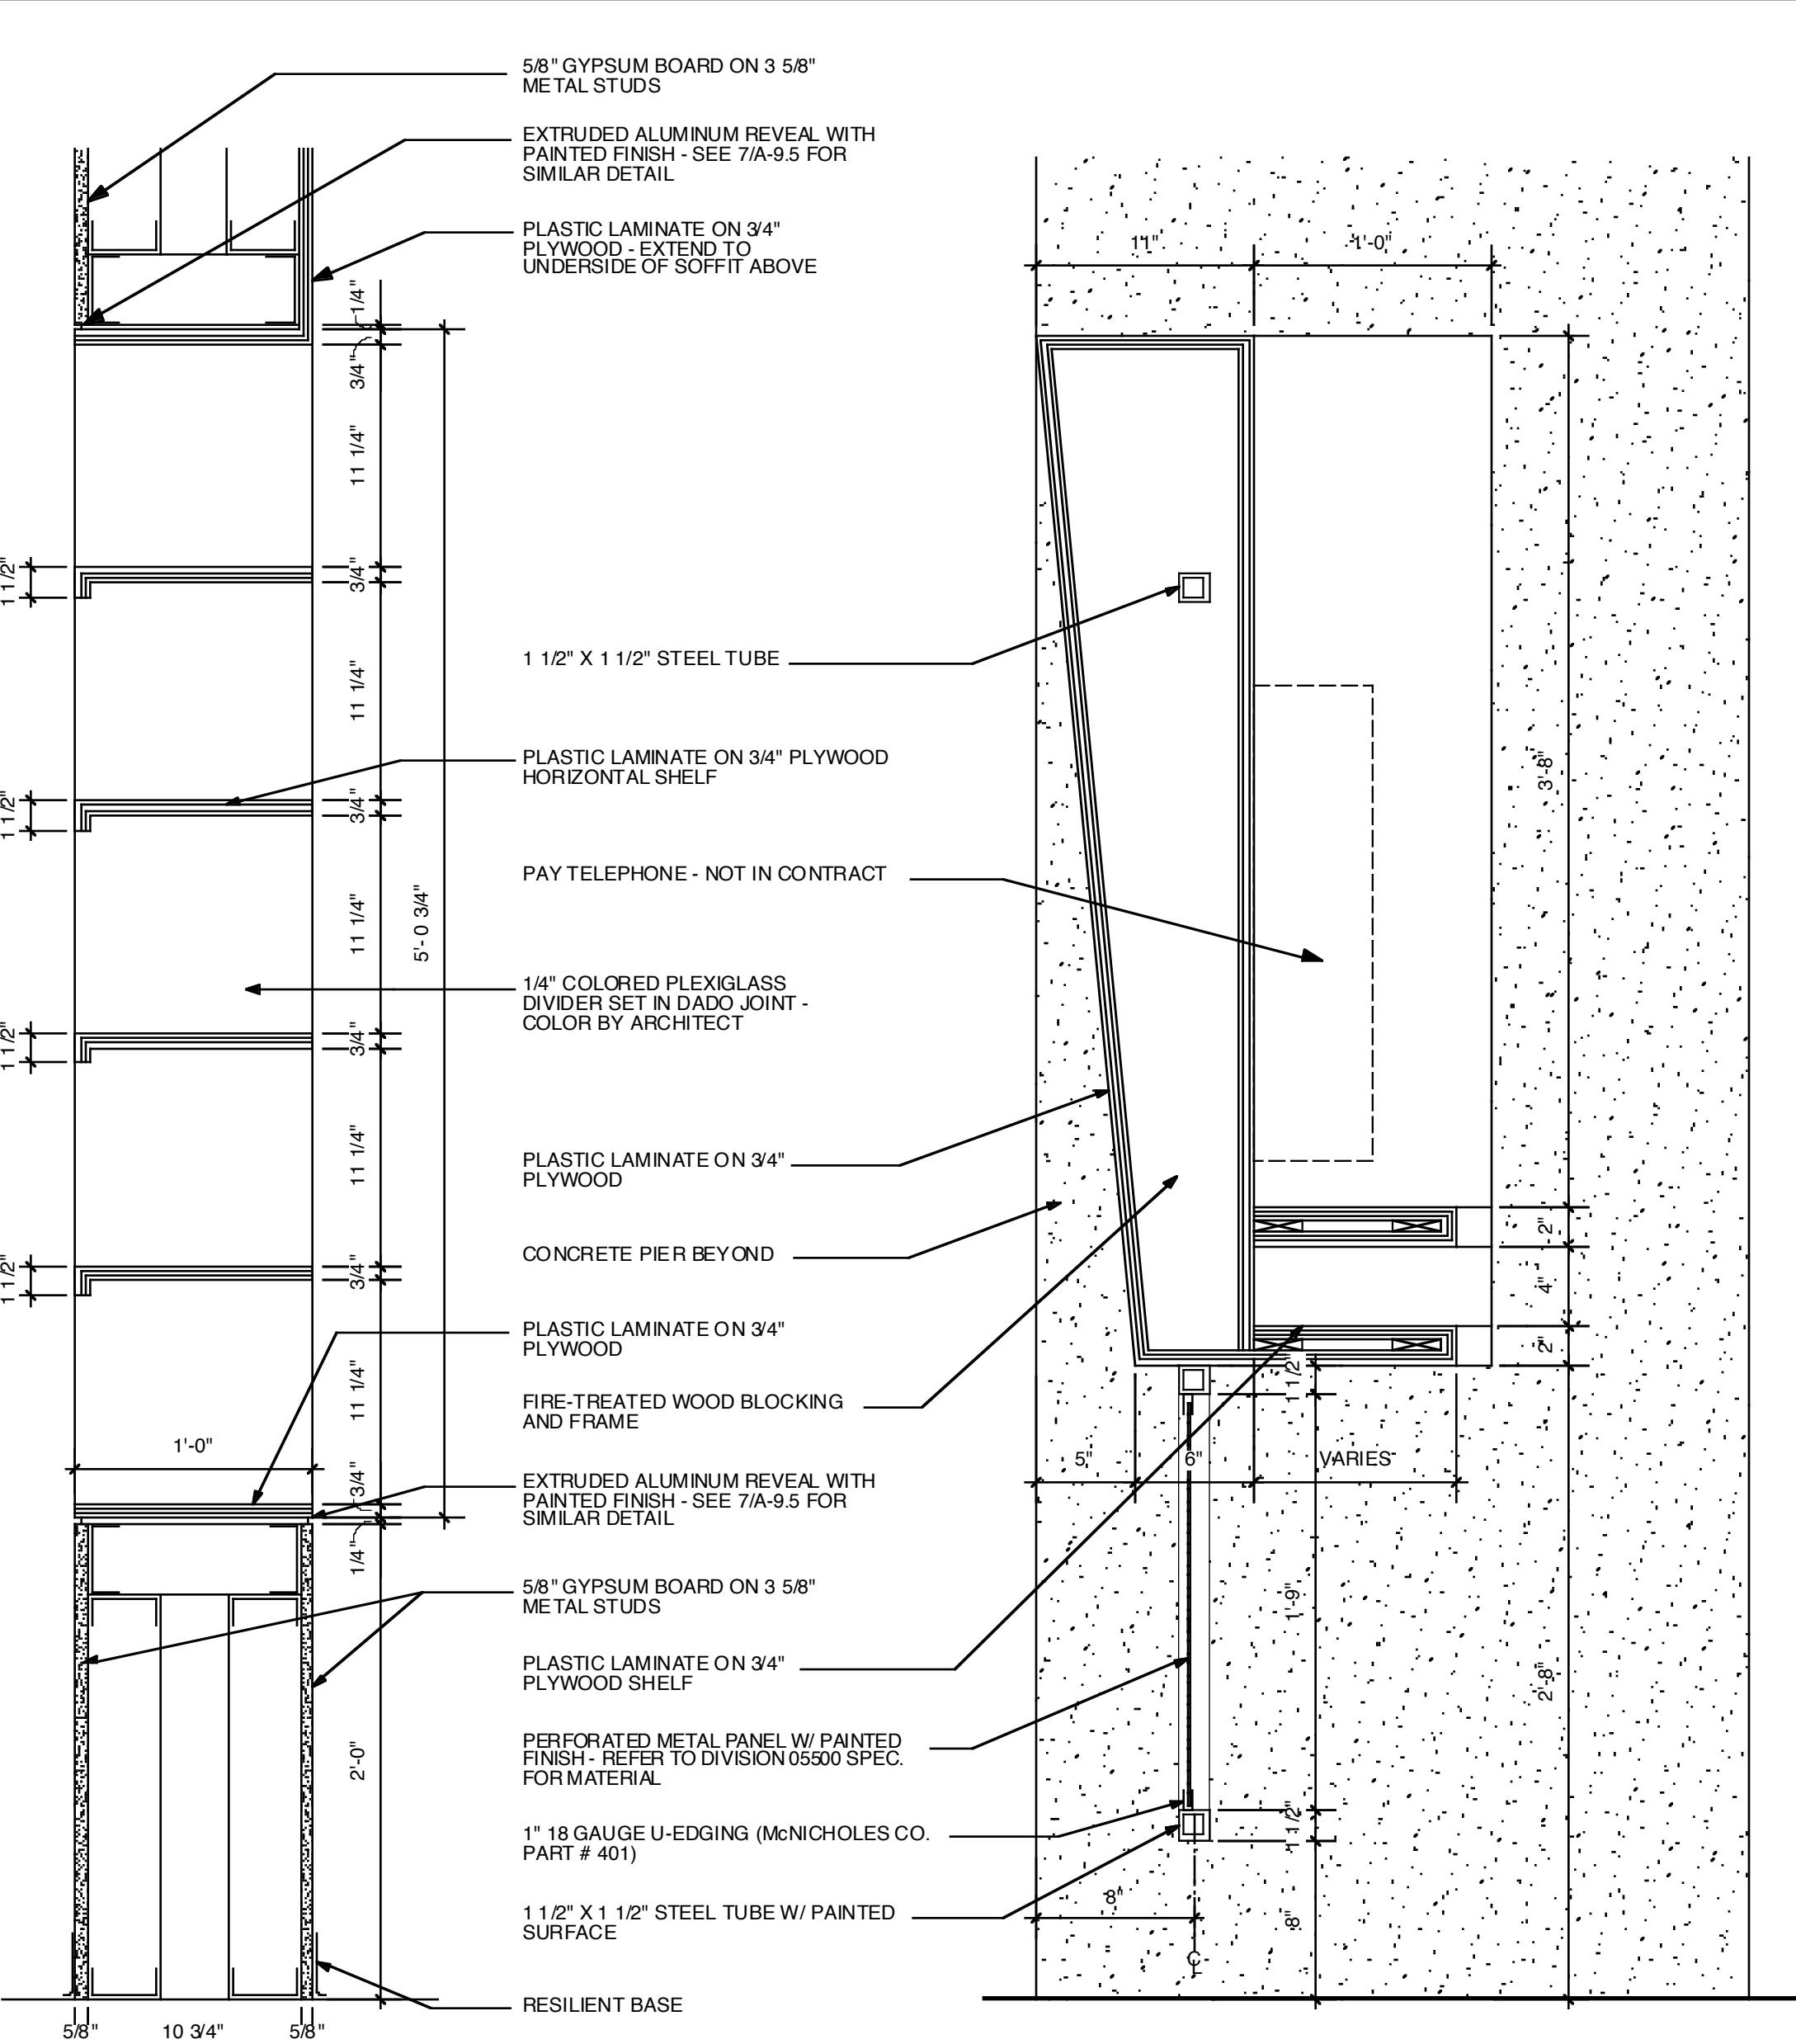 5/8" GYPSUM BOARD ON 3 5/8"
METAL STUDS
EXTRUDED ALUMINUM REVEAL WITH
PAINTED FINISH - SEE 7/A-9.5 FOR
SIMILAR DETAIL
PLASTIC LAMINATE ON 3/4"
PLYWOOD - EXTEND TO
UNDERSIDE OF SOFFIT ABOVE
1 1/2" X 1 1/2" STEEL TUBE
PLASTIC LAMINATE ON 3/4" PLYWOOD
HORIZONTAL SHELF
PAY TELEPHONE - NOT IN CONTRACT
1/4" COLORED PLEXIGLASS
DIVIDER SET IN DADO JOINT -
COLOR BY ARCHITECT
PLASTIC LAMINATE ON 3/4"
PLYWOOD
CONCRETE PIER BEYOND
PLASTIC LAMINATE ON 3/4"
PLYWOOD
FIRE-TREATED WOOD BLOCKING
AND FRAME
EXTRUDED ALUMINUM REVEAL WITH
PAINTED FINISH - SEE 7/A-9.5 FOR
SIMILAR DETAIL
5/8" GYPSUM BOARD ON 3 5/8"
METAL STUDS
PLASTIC LAMINATE ON 3/4"
PLYWOOD SHELF
PERFORATED METAL PANEL W/ PAINTED
FINISH - REFER TO DIVISION 05500 SPEC.
FOR MATERIAL
1" 18 GAUGE U-EDGING (McNICHOLES CO.
PART # 401)
1 1/2" X 1 1/2" STEEL TUBE W/ PAINTED
SURFACE
RESILIENT BASE
1 1/2"
1 1/2"
1 1/2"
1 1/2"
1/4"
3/4"
11 1/4"
3/4"
11 1/4"
3/4"
11 1/4"
3/4"
11 1/4"
3/4"
11 1/4"
3/4"
1/4"
2'-0"
5'- 0 3/4"
1'-0"
5/8"
10 3/4"
5/8"
11"
1'-0"
3'-8"
2"
4"
2"
2'-8"
1 1/2"
5"
6"
VARIES
1'-9"
1 1/2"
8"
8"
CL